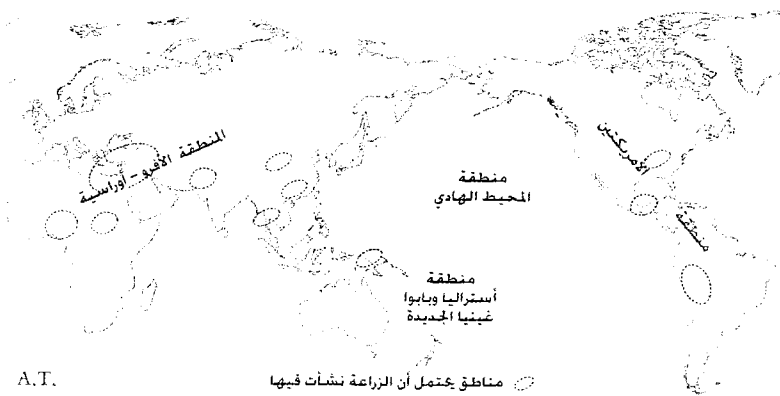 المنطقة الأفرو - أوراسية
منطقة
المحيط الهادي
منطقة
الأمريكتين
منطقة
أستراليا وبابوا
غينيا الجديدة
مناطق يحتمل أن الزراعة نشأت فيها
A.T.